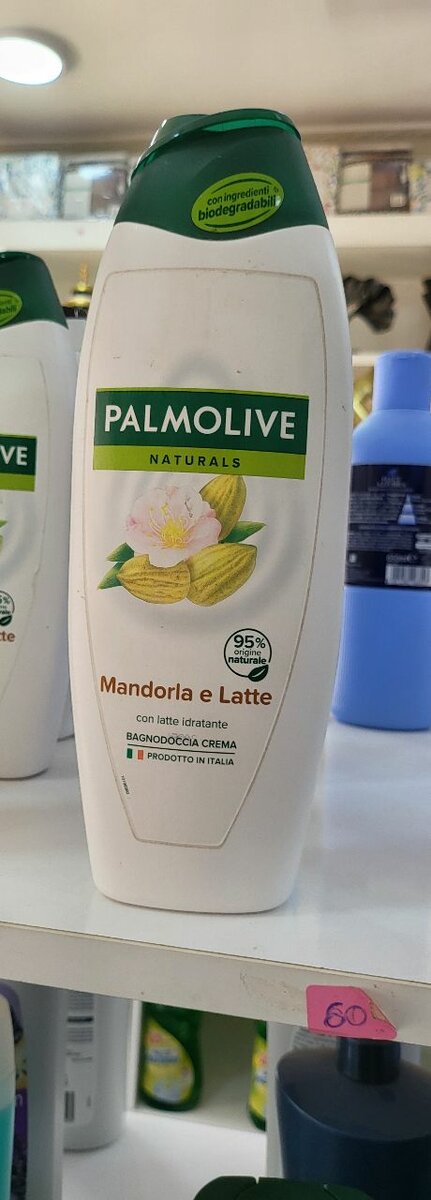 con ingredienti
biodegradabili
PALMOLIVE
NATURALS
95%
origine
naturale
Mandorla e Latte
con latte idratante
BAGNODOCCIA CREMA
PRODOTTO IN ITALIA
VE
tte
60